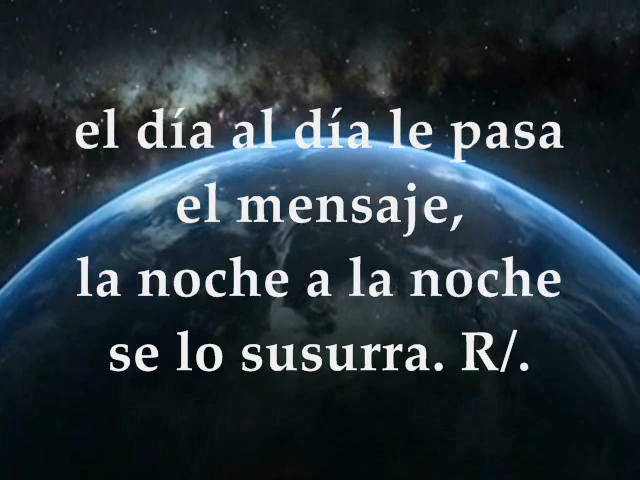 el día al día le pasa
el mensaje,
la noche a la noche
se lo susurra. R/.